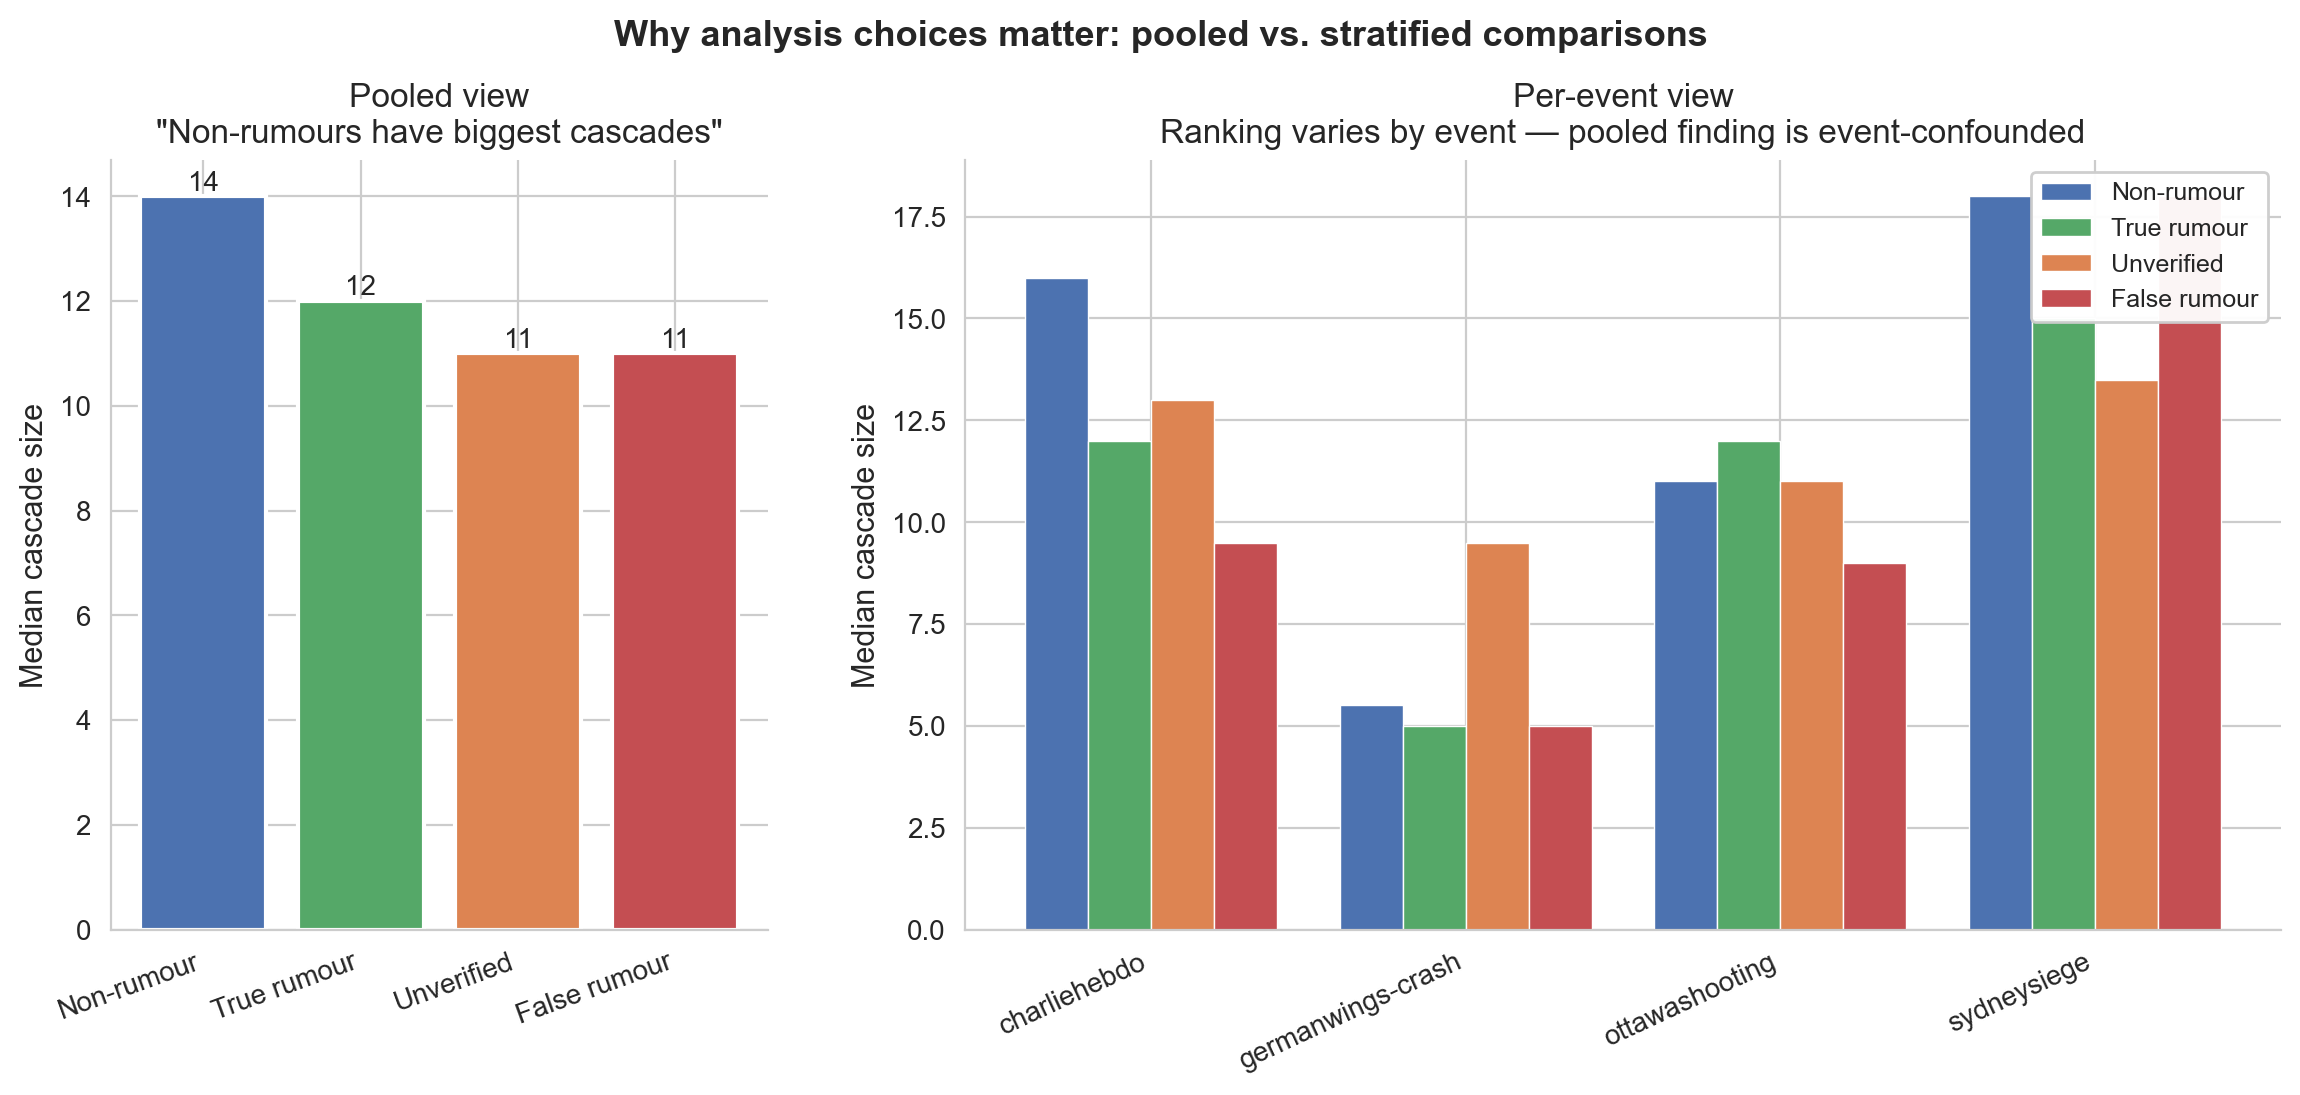 Why analysis choices matter: pooled vs. stratified comparisons
Pooled view
"Non-rumours have biggest cascades"
Median cascade size
14
12
10
8
6
4
2
0
14
12
11
11
Non-rumour
True rumour
Unverified
False rumour
Per-event view
Ranking varies by event — pooled finding is event-confounded
Median cascade size
17.5
15.0
12.5
10.0
7.5
5.0
2.5
0.0
Non-rumour
True rumour
Unverified
False rumour
charliehebdo
germanwings-crash
ottawashooting
sydneysiege